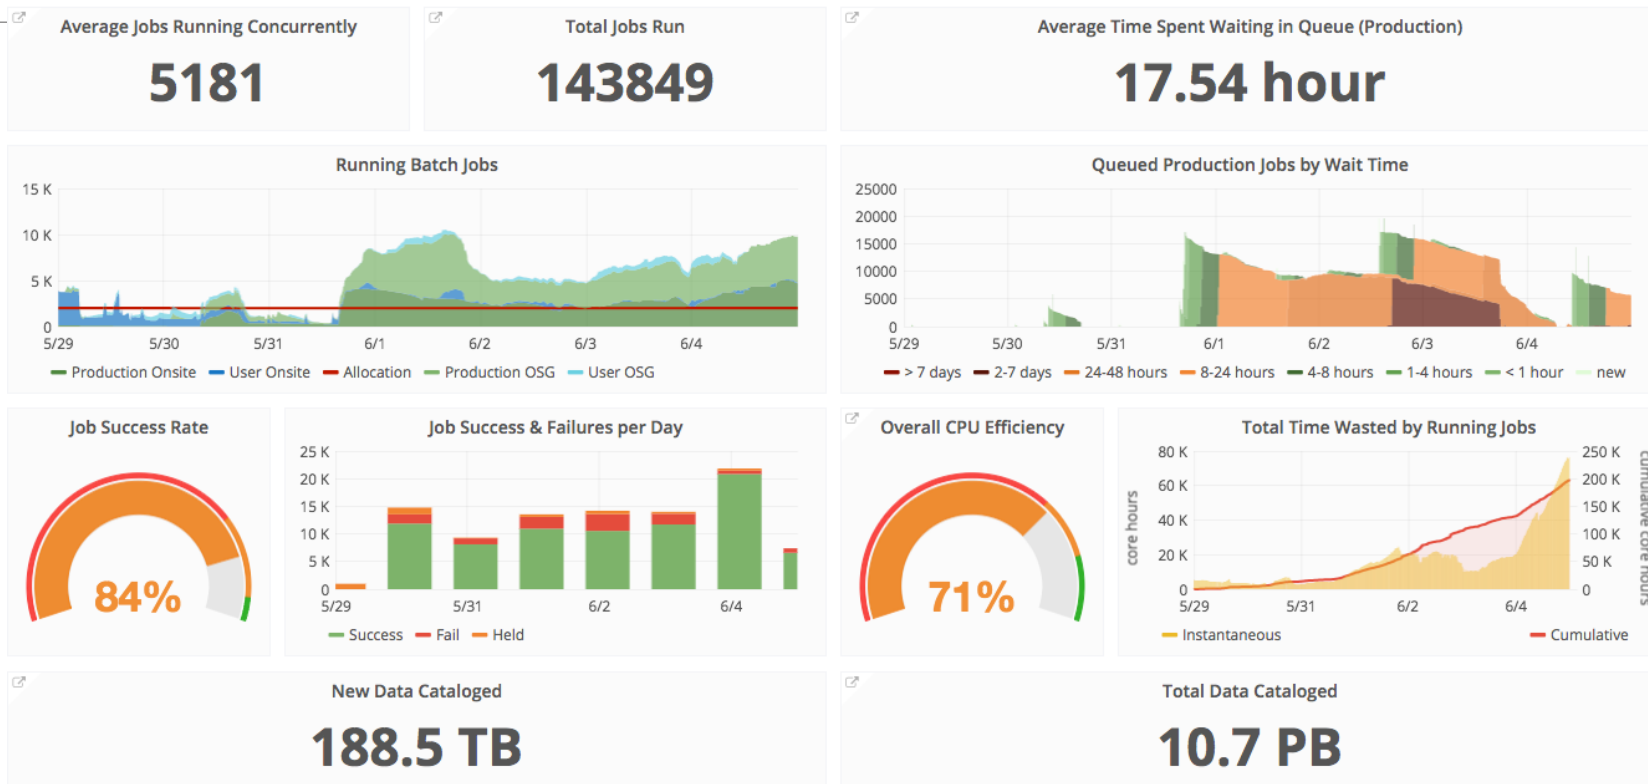 Average Jobs Running Concurrently
5181
Total Jobs Run
143849
Average Time Spent Waiting in Queue (Production)
17.54 hour
Running Batch Jobs
15 K
10 K
5 K
0
5/29 5/30 5/31 6/1 6/2 6/3 6/4
Production Onsite User Onsite Allocation Production OSG User OSG
Queued Production Jobs by Wait Time
25000
20000
15000
10000
5000
0
5/29 5/30 5/31 6/1 6/2 6/3 6/4
> 7 days 2-7 days 24-48 hours 8-24 hours 4-8 hours 1-4 hours < 1 hour new
Job Success Rate
84%
Job Success & Failures per Day
25 K
20 K
15 K
10 K
5 K
0
5/29 5/31 6/2 6/4
Success Fail Held
Overall CPU Efficiency
71%
Total Time Wasted by Running Jobs
core hours
80 K
60 K
40 K
20 K
0
250 K
200 K
150 K
100 K
50 K
0
cumulative core hours
5/29 5/31 6/2 6/4
Instantaneous Cumulative
New Data Cataloged
188.5 TB
Total Data Cataloged
10.7 PB